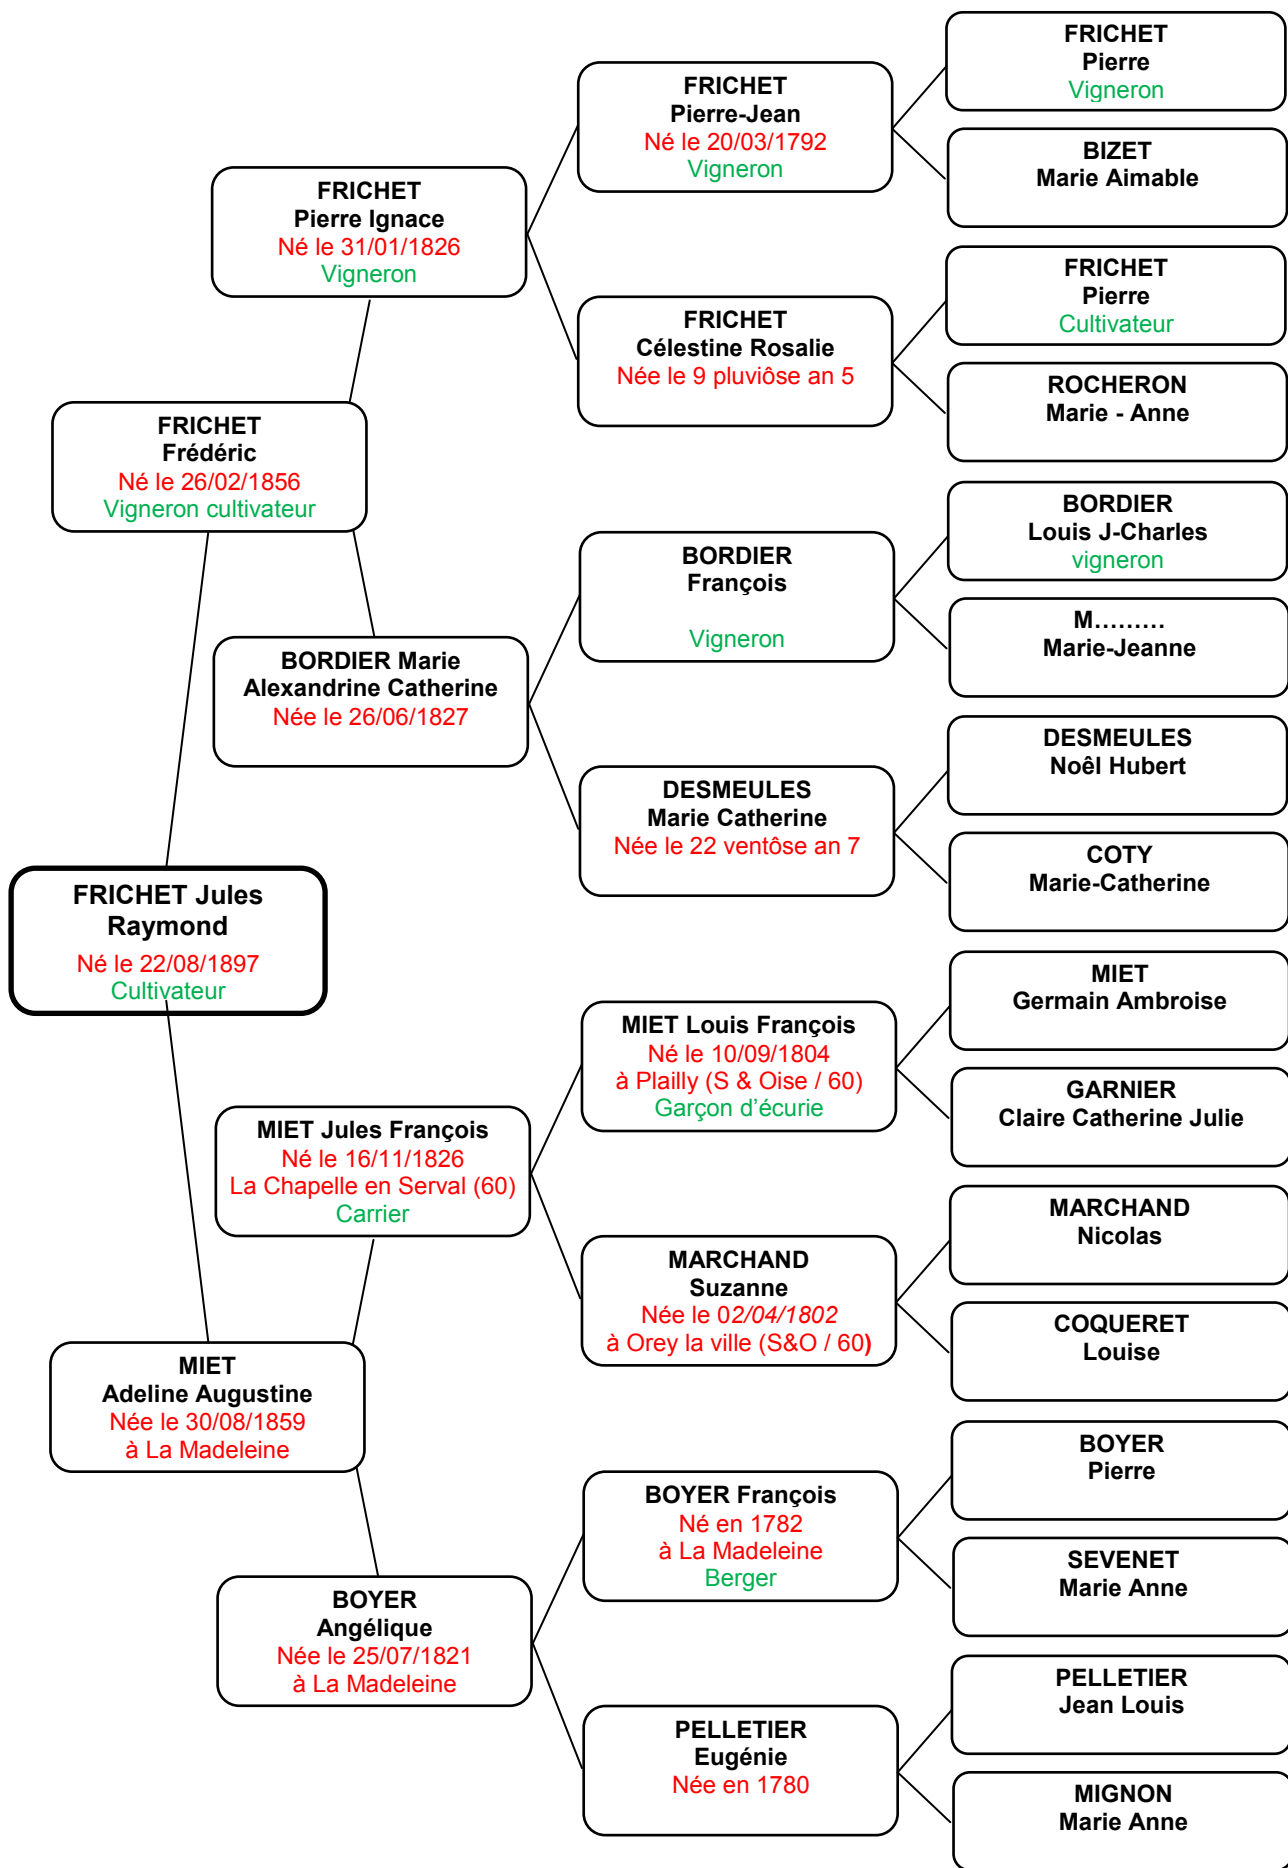 FRICHET Jules
Raymond
Né le 22/08/1897
Cultivateur
FRICHET
Frédéric
Né le 26/02/1856
Vigneron cultivateur
MIET
Adeline Augustine
Née le 30/08/1859
à La Madeleine
FRICHET
Pierre Ignace
Né le 31/01/1826
Vigneron
BORDIER Marie
Alexandrine Catherine
Née le 26/06/1827
MIET Jules François
Né le 16/11/1826
La Chapelle en Serval (60)
Carrier
BOYER
Angélique
Née le 25/07/1821
à La Madeleine
FRICHET
Pierre-Jean
Né le 20/03/1792
Vigneron
FRICHET
Célestine Rosalie
Née le 9 pluviôse an 5
BORDIER
François
Vigneron
DESMEULES
Marie Catherine
Née le 22 ventôse an 7
MIET Louis François
Né le 10/09/1804
à Plailly (S & Oise / 60)
Garçon d’écurie
MARCHAND
Suzanne
Née le 02/04/1802
à Orey la ville (S&O / 60)
BOYER François
Né en 1782
à La Madeleine
Berger
PELLETIER
Eugénie
Née en 1780
FRICHET
Pierre
Vigneron
BIZET
Marie Aimable
FRICHET
Pierre
Cultivateur
ROCHERON
Marie - Anne
BORDIER
Louis J-Charles
vigneron
M.........
Marie-Jeanne
DESMEULES
Noêl Hubert
COTY
Marie-Catherine
MIET
Germain Ambroise
GARNIER
Claire Catherine Julie
MARCHAND
Nicolas
COQUERET
Louise
BOYER
Pierre
SEVENET
Marie Anne
PELLETIER
Jean Louis
MIGNON
Marie Anne